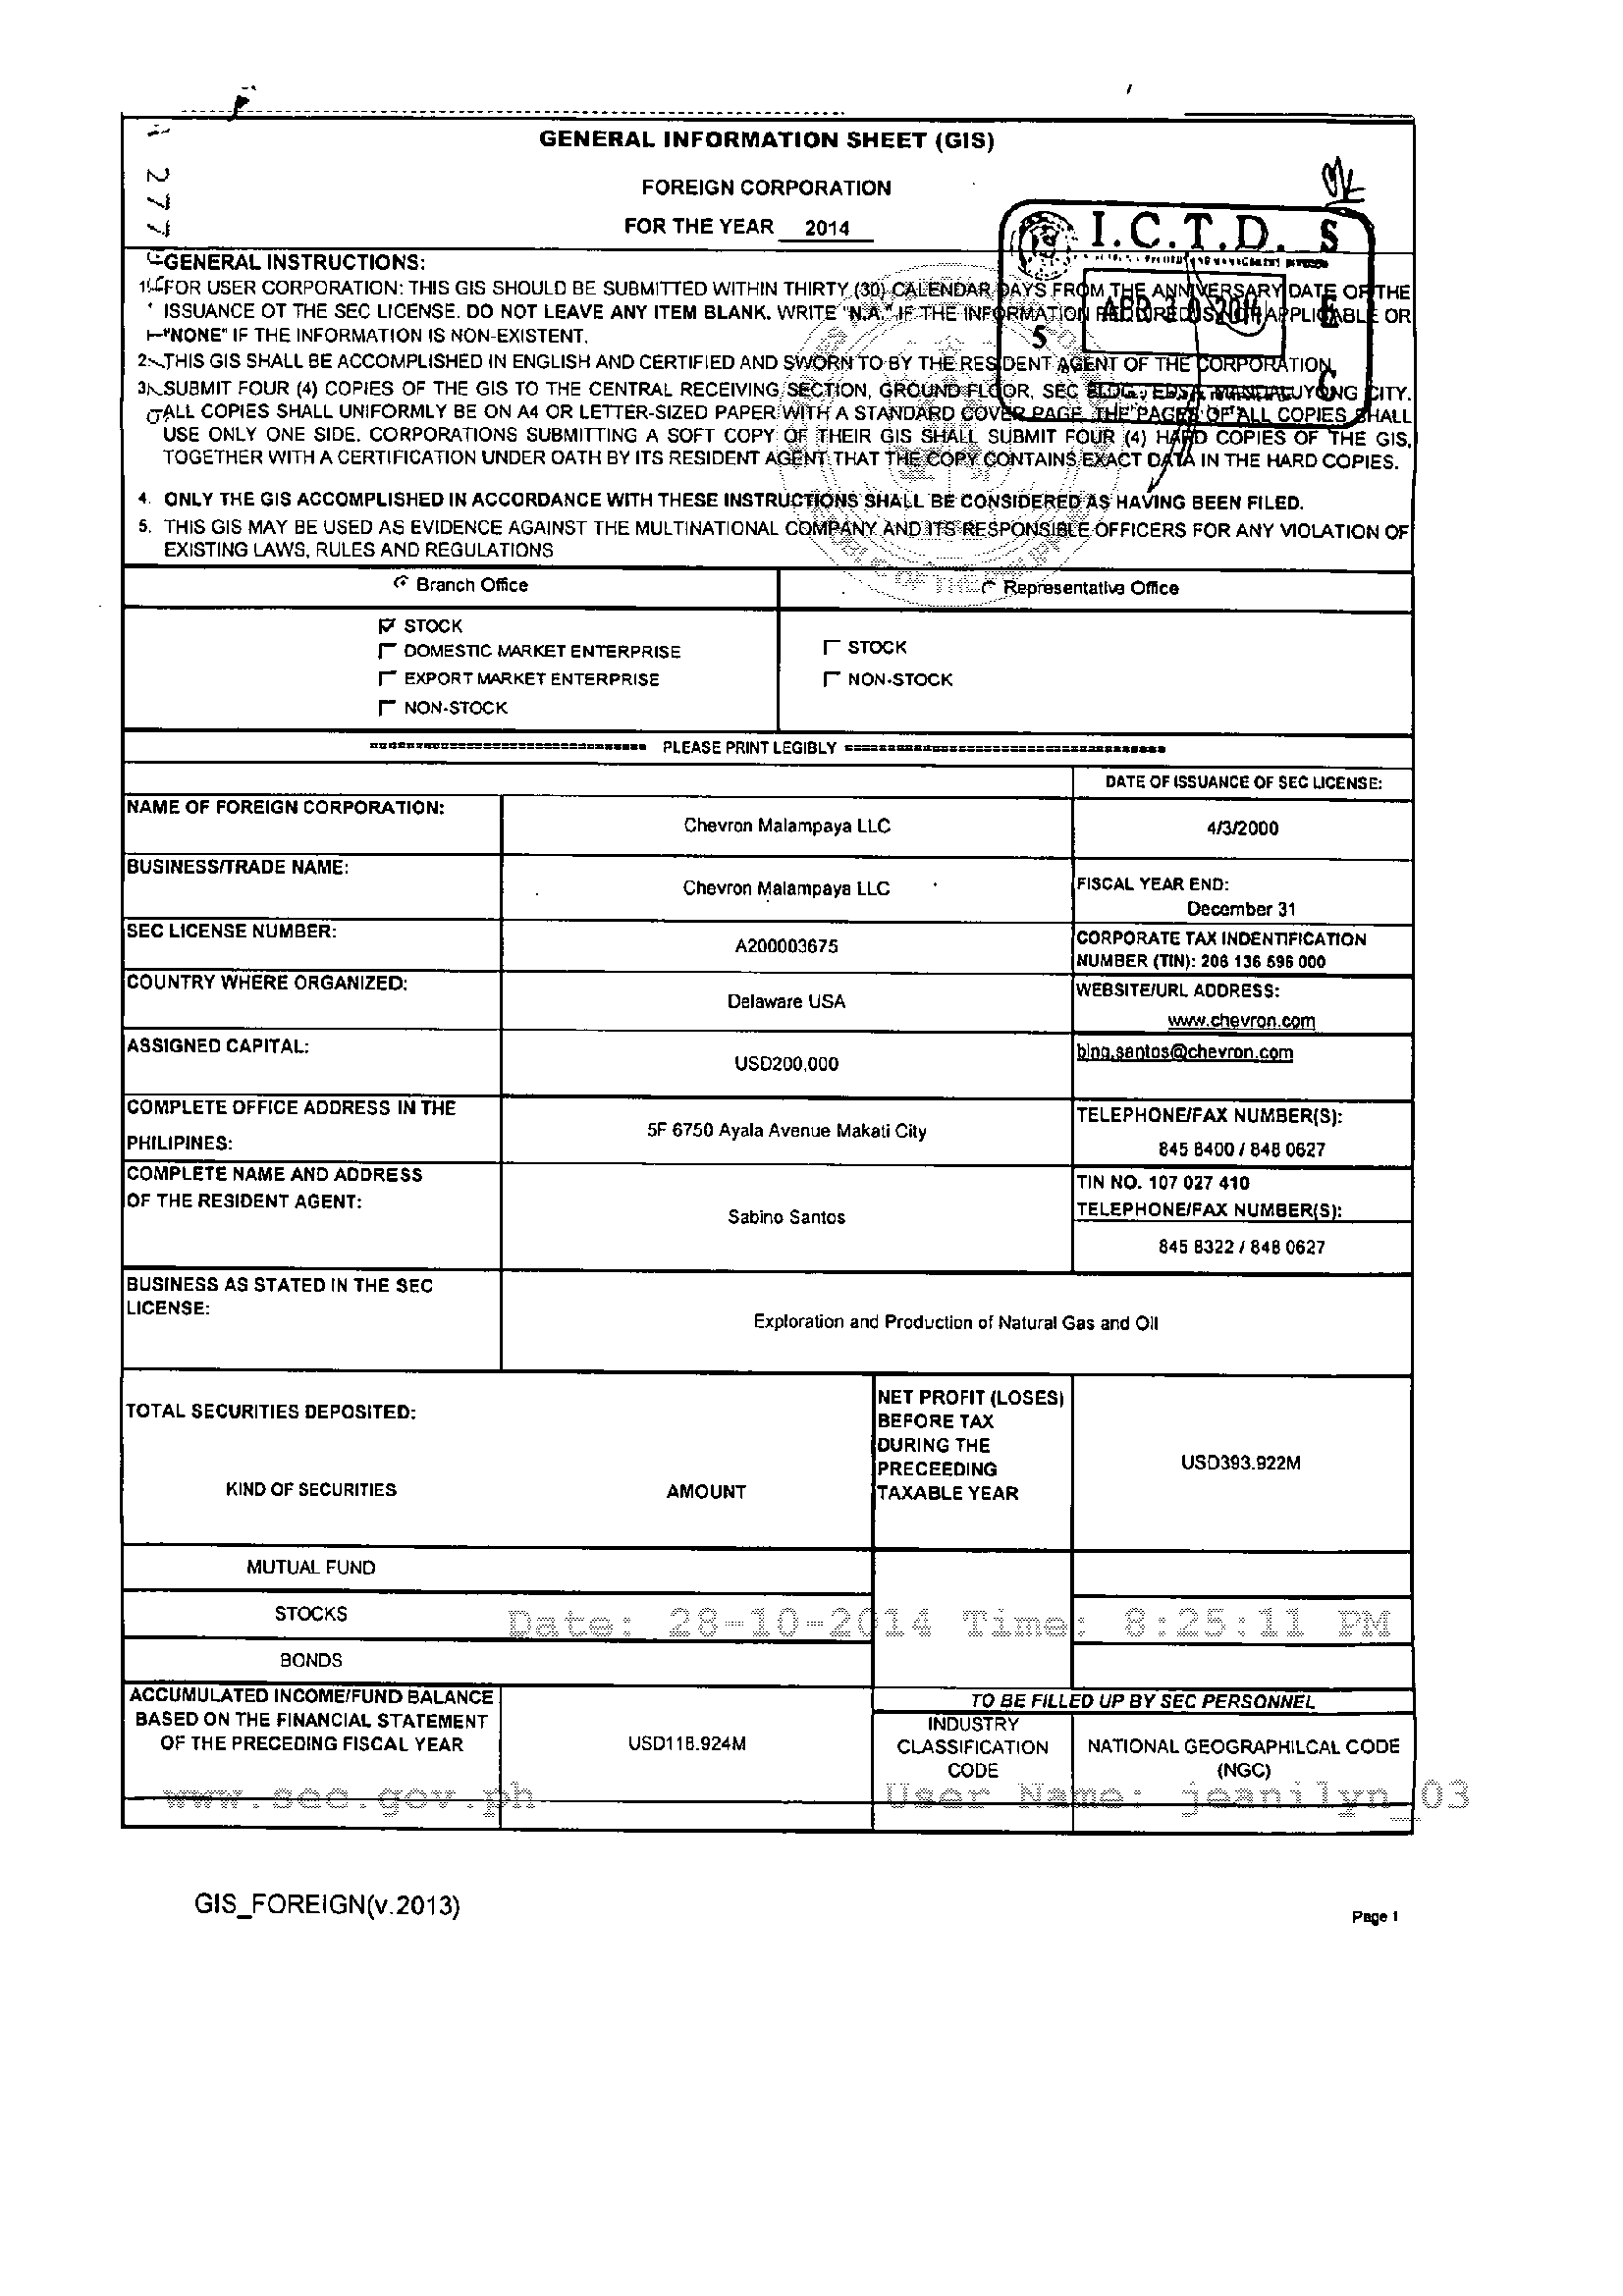 GENERAL INFORMATION SHEET (GIS)
FOREIGN CORPORATION
FOR THE YEAR 2014
I.C.T.D. S
E
C
5
APR 30 2014
GENERAL INSTRUCTIONS:
1. FOR USER CORPORATION: THIS GIS SHOULD BE SUBMITTED WITHIN THIRTY (30) CALENDAR DAYS FROM THE ANNIVERSARY DATE OF THE
ISSUANCE OT THE SEC LICENSE. DO NOT LEAVE ANY ITEM BLANK. WRITE "N.A." IF THE INFORMATION REQUIRED IS NOT APPLICABLE OR
"NONE" IF THE INFORMATION IS NON-EXISTENT.
2. THIS GIS SHALL BE ACCOMPLISHED IN ENGLISH AND CERTIFIED AND SWORN TO BY THE RESIDENT AGENT OF THE CORPORATION.
3. SUBMIT FOUR (4) COPIES OF THE GIS TO THE CENTRAL RECEIVING SECTION, GROUND FLOOR, SEC BLDG., EDSA, MANDALUYONG CITY.
ALL COPIES SHALL UNIFORMLY BE ON A4 OR LETTER-SIZED PAPER WITH A STANDARD COVER PAGE. THE PAGES OF ALL COPIES SHALL
USE ONLY ONE SIDE. CORPORATIONS SUBMITTING A SOFT COPY OF THEIR GIS SHALL SUBMIT FOUR (4) HARD COPIES OF THE GIS,
TOGETHER WITH A CERTIFICATION UNDER OATH BY ITS RESIDENT AGENT THAT THE COPY CONTAINS EXACT DATA IN THE HARD COPIES.
4. ONLY THE GIS ACCOMPLISHED IN ACCORDANCE WITH THESE INSTRUCTIONS SHALL BE CONSIDERED AS HAVING BEEN FILED.
5. THIS GIS MAY BE USED AS EVIDENCE AGAINST THE MULTINATIONAL COMPANY AND ITS RESPONSIBLE OFFICERS FOR ANY VIOLATION OF
EXISTING LAWS, RULES AND REGULATIONS
Branch Office
Representative Office
STOCK
DOMESTIC MARKET ENTERPRISE
EXPORT MARKET ENTERPRISE
NON-STOCK
STOCK
NON-STOCK
PLEASE PRINT LEGIBLY
DATE OF ISSUANCE OF SEC LICENSE:
NAME OF FOREIGN CORPORATION:
Chevron Malampaya LLC
4/3/2000
BUSINESS/TRADE NAME:
Chevron Malampaya LLC
FISCAL YEAR END:
December 31
SEC LICENSE NUMBER:
A200003675
CORPORATE TAX INDENTIFICATION
NUMBER (TIN): 206 136 596 000
COUNTRY WHERE ORGANIZED:
Delaware USA
WEBSITE/URL ADDRESS:
www.chevron.com
ASSIGNED CAPITAL:
USD200,000
bing.santos@chevron.com
COMPLETE OFFICE ADDRESS IN THE
PHILIPINES:
5F 6750 Ayala Avenue Makati City
TELEPHONE/FAX NUMBER(S):
845 8400 / 848 0627
COMPLETE NAME AND ADDRESS
OF THE RESIDENT AGENT:
Sabino Santos
TIN NO. 107 027 410
TELEPHONE/FAX NUMBER(S):
845 8322 / 848 0627
BUSINESS AS STATED IN THE SEC
LICENSE:
Exploration and Production of Natural Gas and Oil
TOTAL SECURITIES DEPOSITED:
KIND OF SECURITIES
AMOUNT
NET PROFIT (LOSES)
BEFORE TAX
DURING THE
PRECEEDING
TAXABLE YEAR
USD393.922M
MUTUAL FUND
STOCKS
Date: 28-10-2014 Time: 8:25:11 PM
BONDS
ACCUMULATED INCOME/FUND BALANCE
BASED ON THE FINANCIAL STATEMENT
OF THE PRECEDING FISCAL YEAR
USD118.924M
TO BE FILLED UP BY SEC PERSONNEL
INDUSTRY
CLASSIFICATION
CODE
NATIONAL GEOGRAPHILCAL CODE
(NGC)
www.sec.gov.ph
User Name: jeanilyn_03
GIS_FOREIGN(v.2013)
Page 1